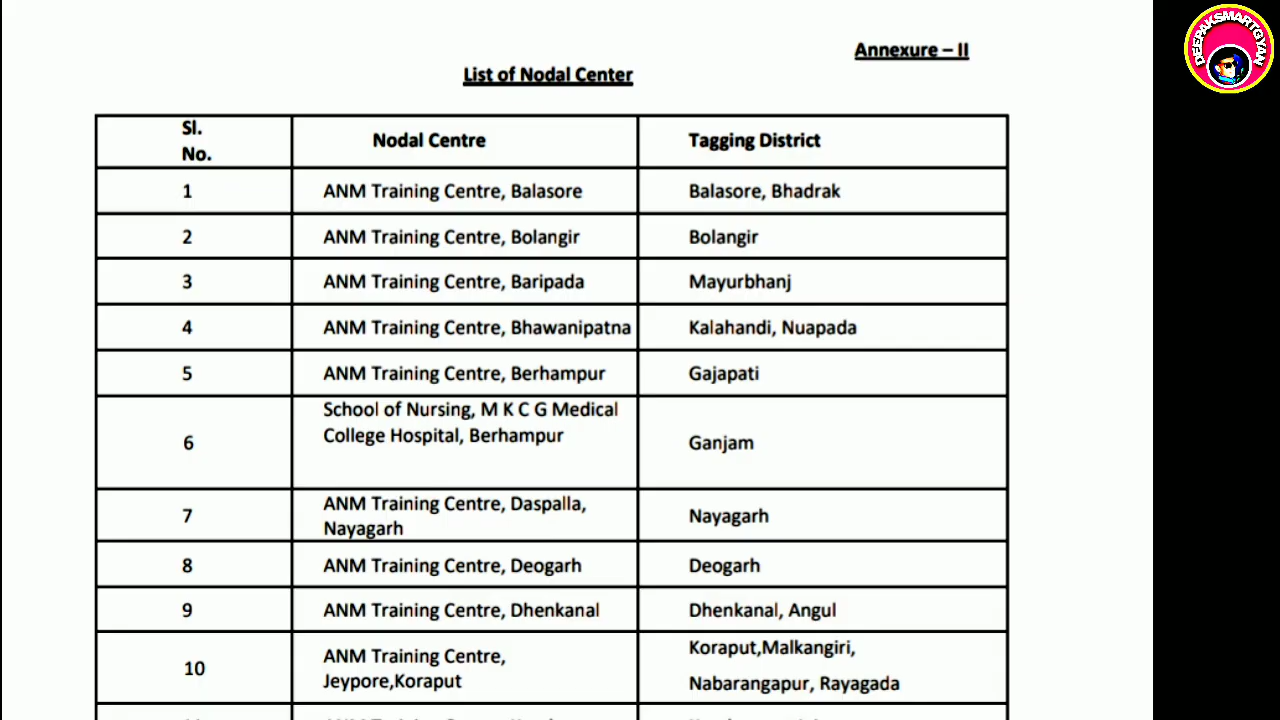 DEEPAKSMARTGYAN
Annexure – II
List of Nodal Center
Sl. No. Nodal Centre Tagging District
1 ANM Training Centre, Balasore Balasore, Bhadrak
2 ANM Training Centre, Bolangir Bolangir
3 ANM Training Centre, Baripada Mayurbhanj
4 ANM Training Centre, Bhawanipatna Kalahandi, Nuapada
5 ANM Training Centre, Berhampur Gajapati
School of Nursing, M K C G Medical
College Hospital, Berhampur
6 Ganjam
ANM Training Centre, Daspalla,
7 Nayagarh
Nayagarh
8 ANM Training Centre, Deogarh Deogarh
9 ANM Training Centre, Dhenkanal Dhenkanal, Angul
10 ANM Training Centre, Koraput,Malkangiri,
Jeypore,Koraput Nabarangapur, Rayagada